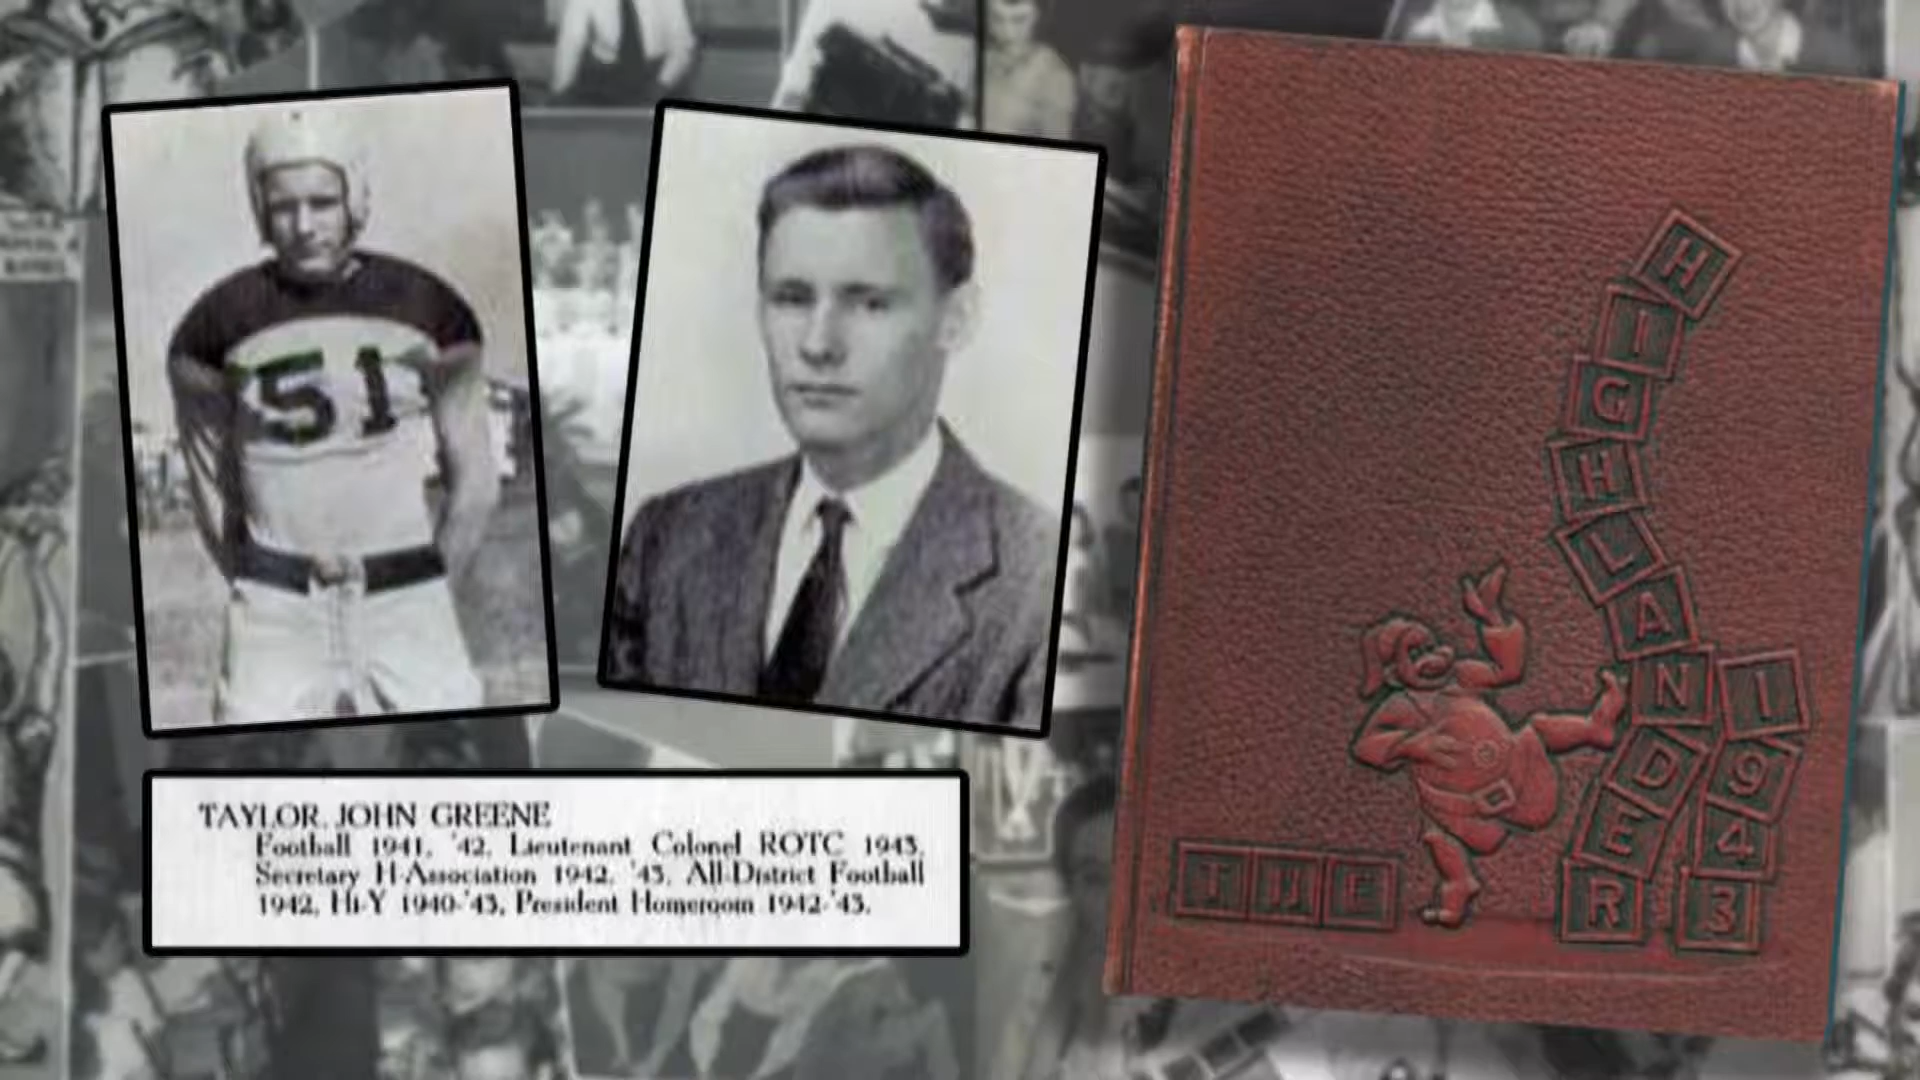 51
TAYLOR, JOHN GREENE
Football 1941, '42, Lieutenant Colonel ROTC 1943,
Secretary H-Association 1942, '43, All-District Football
1942, Hi-Y 1940-'43, President Homeroom 1942-'43.
THE
HIGHLANDER
1943